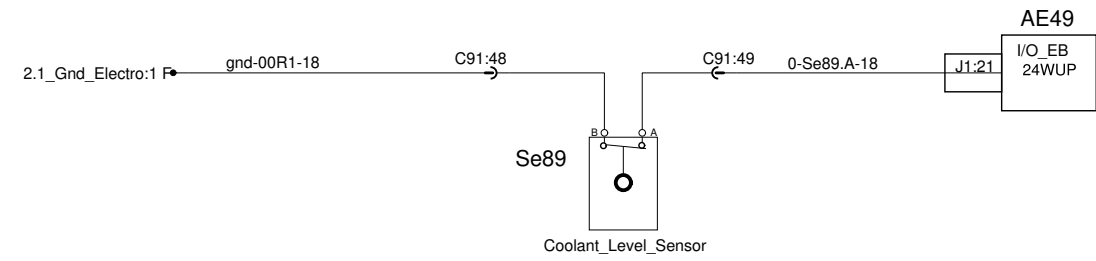 AE49
I/O_EB
24WUP
J1:21
2.1_Gnd_Electro:1 F
gnd-00R1-18
C91:48
C91:49
0-Se89.A-18
B
A
Se89
Coolant_Level_Sensor